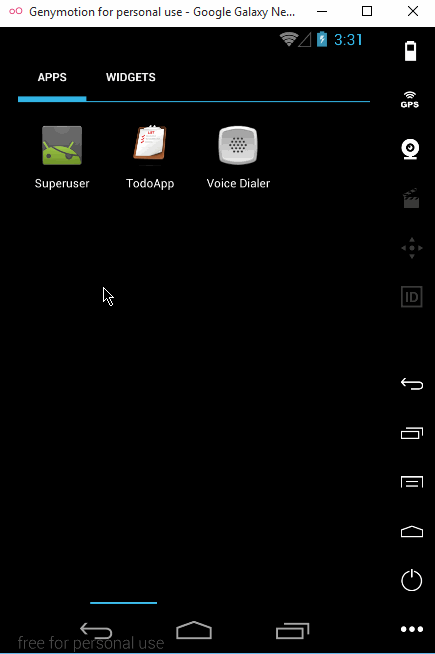 Genymotion for personal use - Google Galaxy Ne...
3:31
APPS WIDGETS
GPS
Superuser TodoApp Voice Dialer
ID
free for personal use